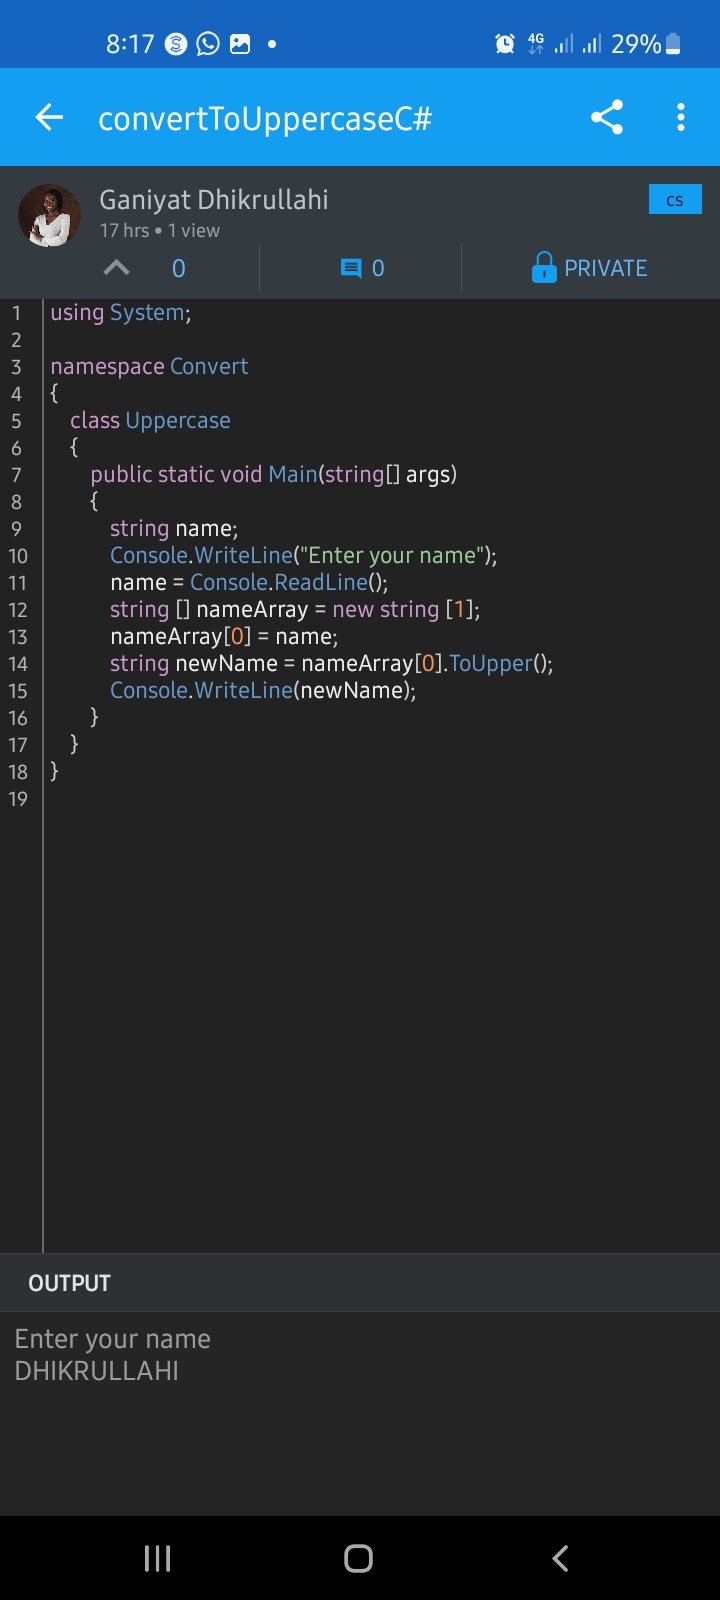 8:17 4G 29%
convertToUppercaseC#
Ganiyat Dhikrullahi
cs
17 hrs • 1 view
0 0 PRIVATE
1 using System;
2
3 namespace Convert
4 {
5 class Uppercase
6 {
7 public static void Main(string[] args)
8 {
9 string name;
10 Console.WriteLine("Enter your name");
11 name = Console.ReadLine();
12 string [] nameArray = new string [1];
13 nameArray[0] = name;
14 string newName = nameArray[0].ToUpper();
15 Console.WriteLine(newName);
16 }
17 }
18 }
19
OUTPUT
Enter your name
DHIKRULLAHI